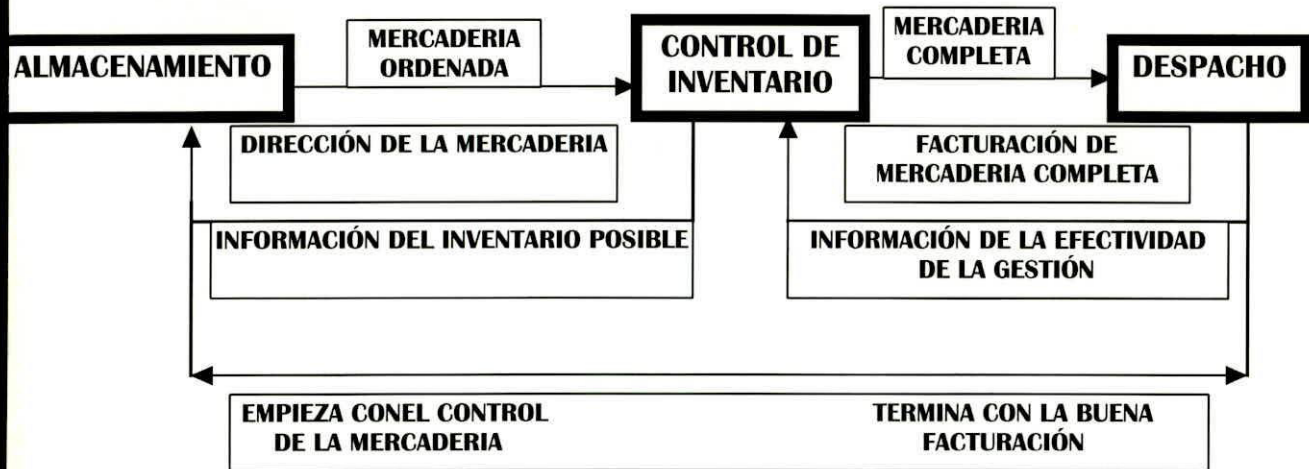 ALMACENAMIENTO
MERCADERIA
ORDENADA
CONTROL DE
INVENTARIO
MERCADERIA
COMPLETA
DESPACHO
DIRECCIÓN DE LA MERCADERIA
FACTURACIÓN DE
MERCADERIA COMPLETA
INFORMACIÓN DEL INVENTARIO POSIBLE
INFORMACIÓN DE LA EFECTIVIDAD
DE LA GESTIÓN
EMPIEZA CONEL CONTROL
DE LA MERCADERIA
TERMINA CON LA BUENA
FACTURACIÓN